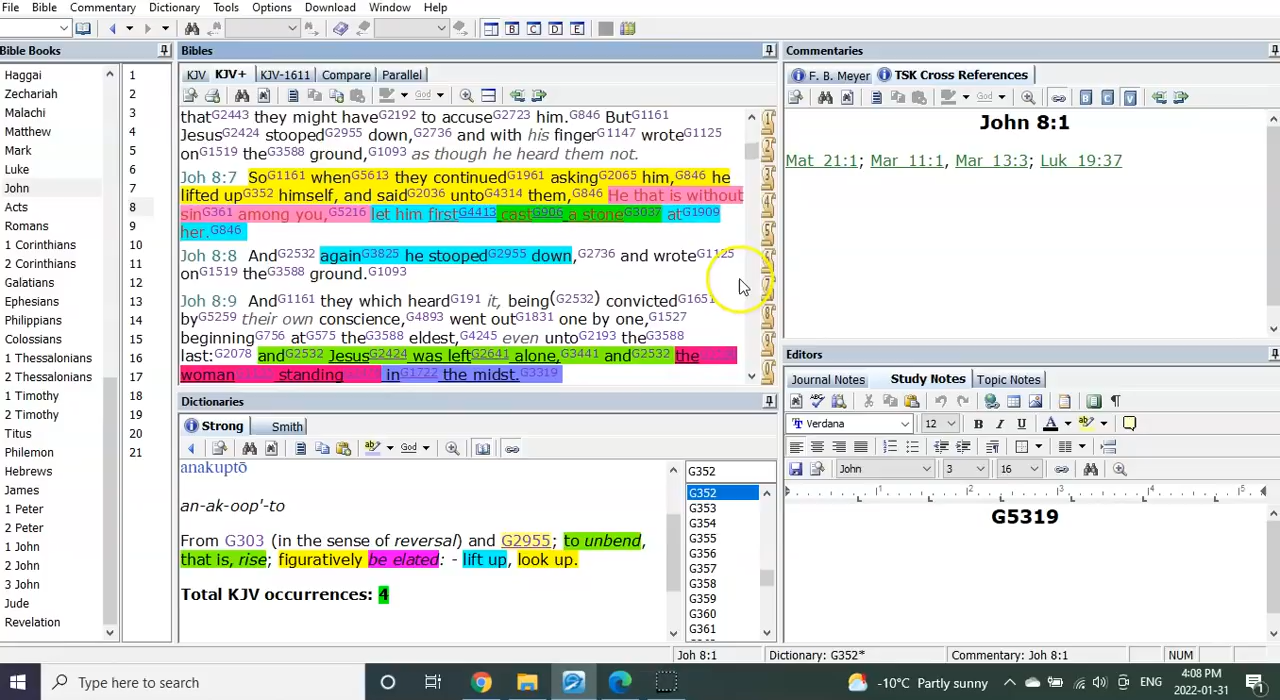 File Bible Commentary Dictionary Tools Options Download Window Help
B C D E
Bible Books
Haggai
Zechariah
Malachi
Matthew
Mark
Luke
John
Acts
Romans
1 Corinthians
2 Corinthians
Galatians
Ephesians
Philippians
Colossians
1 Thessalonians
2 Thessalonians
1 Timothy
2 Timothy
Titus
Philemon
Hebrews
James
1 Peter
2 Peter
1 John
2 John
3 John
Jude
Revelation
1
2
3
4
5
6
7
8
9
10
11
12
13
14
15
16
17
18
19
20
21
Bibles
KJV KJV+ KJV-1611 Compare Parallel
God
thatG2443 they might haveG2192 to accuseG2723 him.G846 ButG1161
JesusG2424 stoopedG2955 down,G2736 and with his fingerG1147 wroteG1125
onG1519 theG3588 ground,G1093 as though he heard them not.
Joh 8:7 SoG1161 whenG5613 they continuedG1961 askingG2065 him,G846 he
lifted upG352 himself, and saidG2036 untoG4314 them,G846 He that is without
sinG361 among you,G5216 let him firstG4413 castG906 a stoneG3037 atG1909
her.G846
Joh 8:8 AndG2532 againG3825 he stoopedG2955 down,G2736 and wroteG1125
onG1519 theG3588 ground.G1093
Joh 8:9 AndG1161 they which heardG191 it, being(G2532) convictedG1651
byG5259 their own conscience,G4893 went outG1831 one by one,G1527
beginningG756 atG575 theG3588 eldest,G4245 even untoG2193 theG3588
last:G2078 andG2532 JesusG2424 was leftG2641 alone,G3441 andG2532 the
woman standing inG1722 the midst.G3319
Dictionaries
Strong Smith
God
anakuptō
an-ak-oop'-to
From G303 (in the sense of reversal) and G2955; to unbend,
that is, rise; figuratively be elated: - lift up, look up.
Total KJV occurrences: 4
G352
G352
G353
G354
G355
G356
G357
G358
G359
G360
G361
Commentaries
F. B. Meyer TSK Cross References
God B C V
John 8:1
Mat 21:1; Mar 11:1, Mar 13:3; Luk 19:37
Editors
Journal Notes Study Notes Topic Notes
Verdana 12 B I U A
John 3 16
1 2 3 4 5
G5319
Joh 8:1 Dictionary: G352* Commentary: Joh 8:1 NUM
Type here to search
-10°C Partly sunny ENG 4:08 PM
2022-01-31